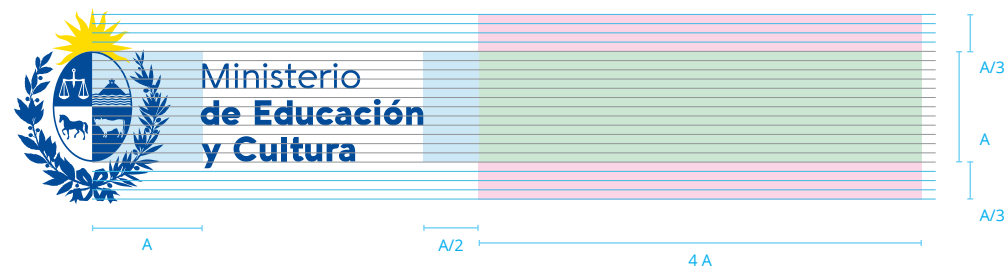 Ministerio
de Educación
y Cultura
A/3
A
A/3
A
A/2
4 A